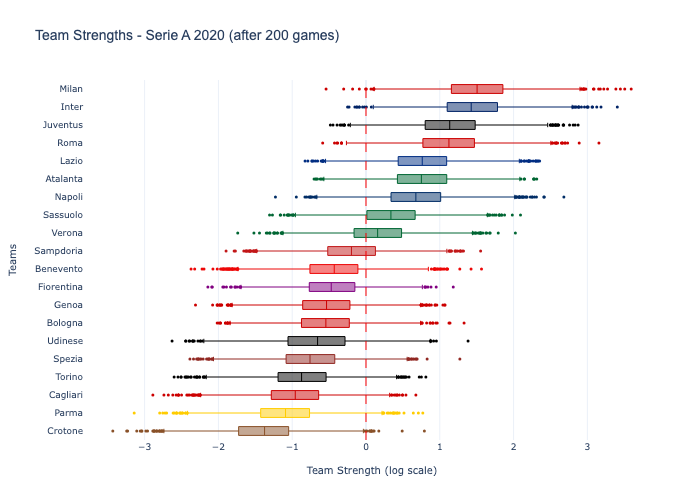 Team Strengths - Serie A 2020 (after 200 games)
Milan
Inter
Juventus
Roma
Lazio
Atalanta
Napoli
Sassuolo
Verona
Sampdoria
Benevento
Fiorentina
Genoa
Bologna
Udinese
Spezia
Torino
Cagliari
Parma
Crotone
Teams
−3 −2 −1 0 1 2 3
Team Strength (log scale)